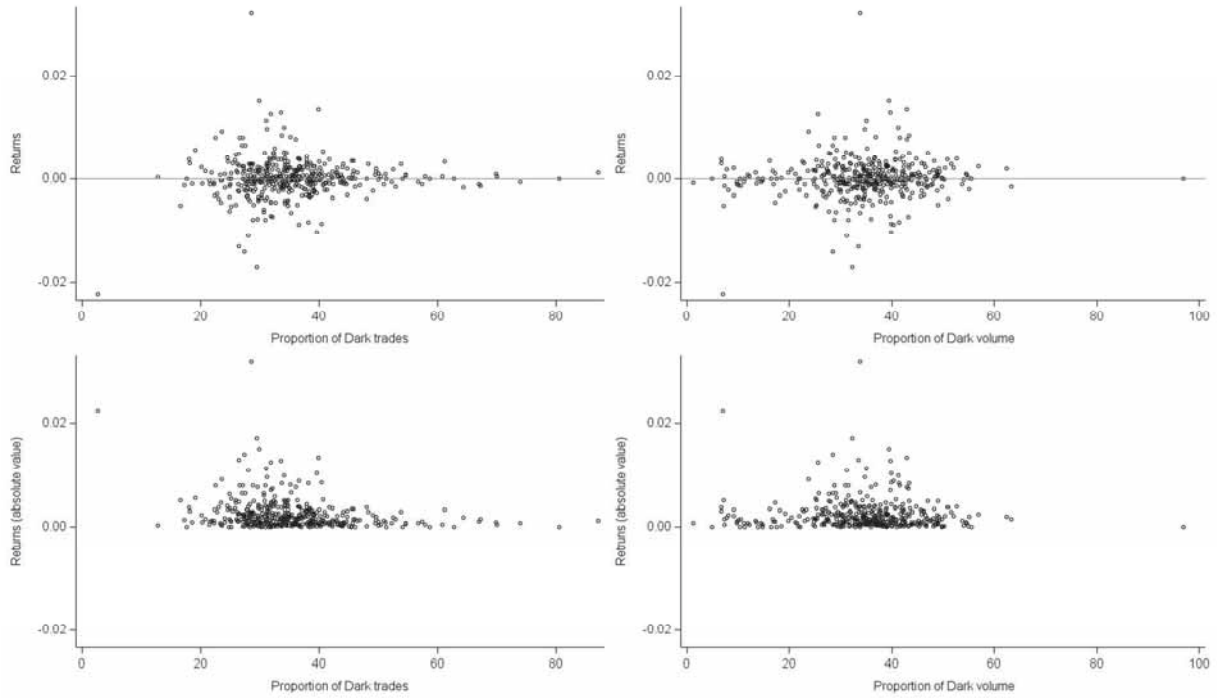 0.02
0.00
-0.02
Returns
0 20 40 60 80
Proportion of Dark trades
0.02
0.00
-0.02
Returns
0 20 40 60 80 100
Proportion of Dark volume
0.02
0.00
-0.02
Returns (absolute value)
0 20 40 60 80
Proportion of Dark trades
0.02
0.00
-0.02
Retruns (absolute value)
0 20 40 60 80 100
Proportion of Dark volume